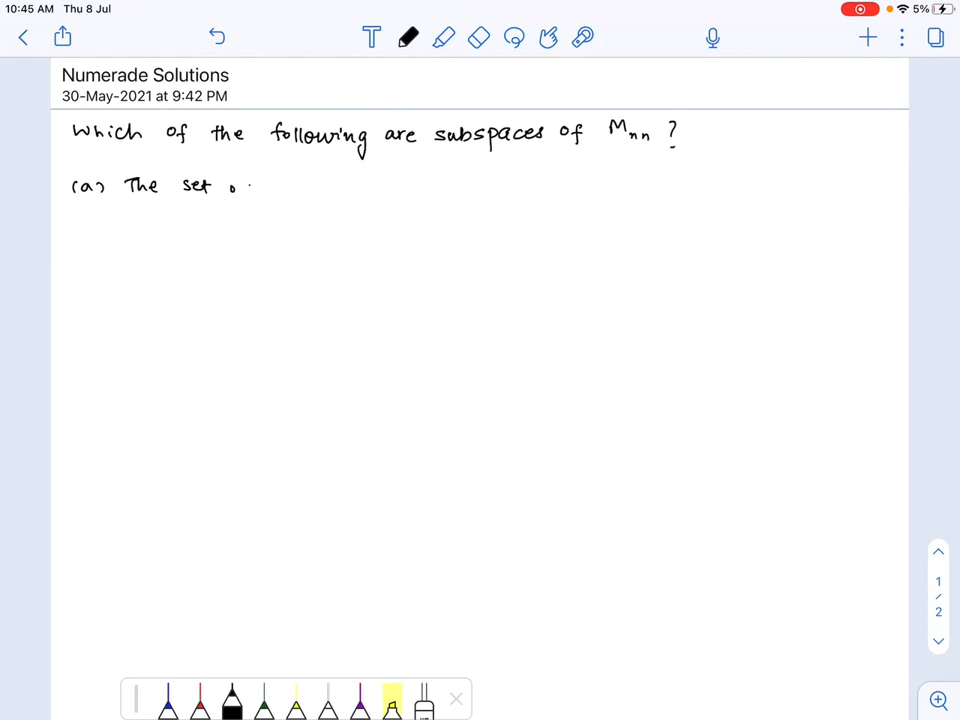 10:45 AM Thu 8 Jul
5%
T
Numerade Solutions
30-May-2021 at 9:42 PM
Which of the following are subspaces of Mnn ?
(a) The set
1
/
2